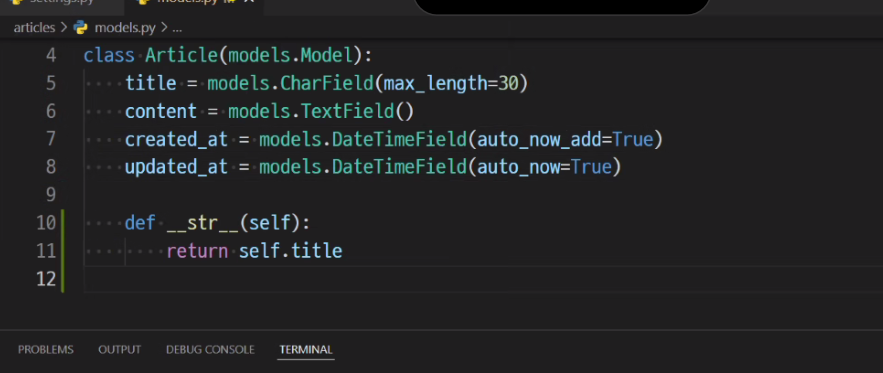 settings.py models.py
articles > models.py > ...
4 class Article(models.Model):
5 title = models.CharField(max_length=30)
6 content = models.TextField()
7 created_at = models.DateTimeField(auto_now_add=True)
8 updated_at = models.DateTimeField(auto_now=True)
9
10 def __str__(self):
11 return self.title
12
PROBLEMS OUTPUT DEBUG CONSOLE TERMINAL